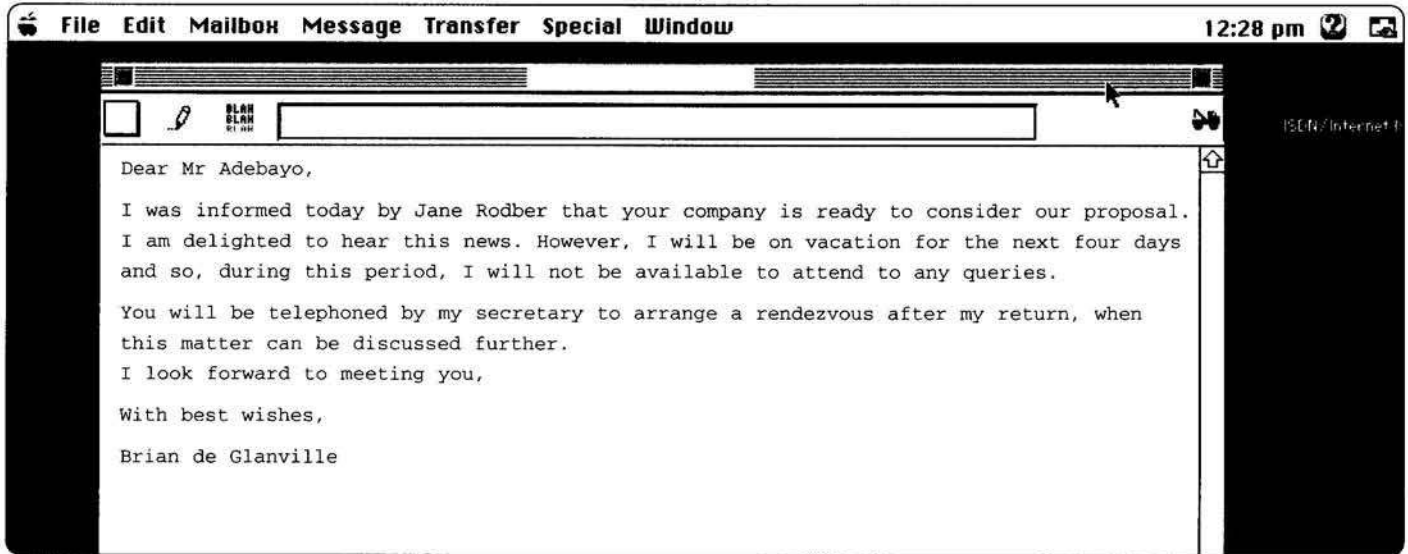 File Edit Mailbox Message Transfer Special Window 12:28 pm
BLAH
BLAH
BLAH
ISDN/Internet
Dear Mr Adebayo,
I was informed today by Jane Rodber that your company is ready to consider our proposal.
I am delighted to hear this news. However, I will be on vacation for the next four days
and so, during this period, I will not be available to attend to any queries.
You will be telephoned by my secretary to arrange a rendezvous after my return, when
this matter can be discussed further.
I look forward to meeting you,
With best wishes,
Brian de Glanville